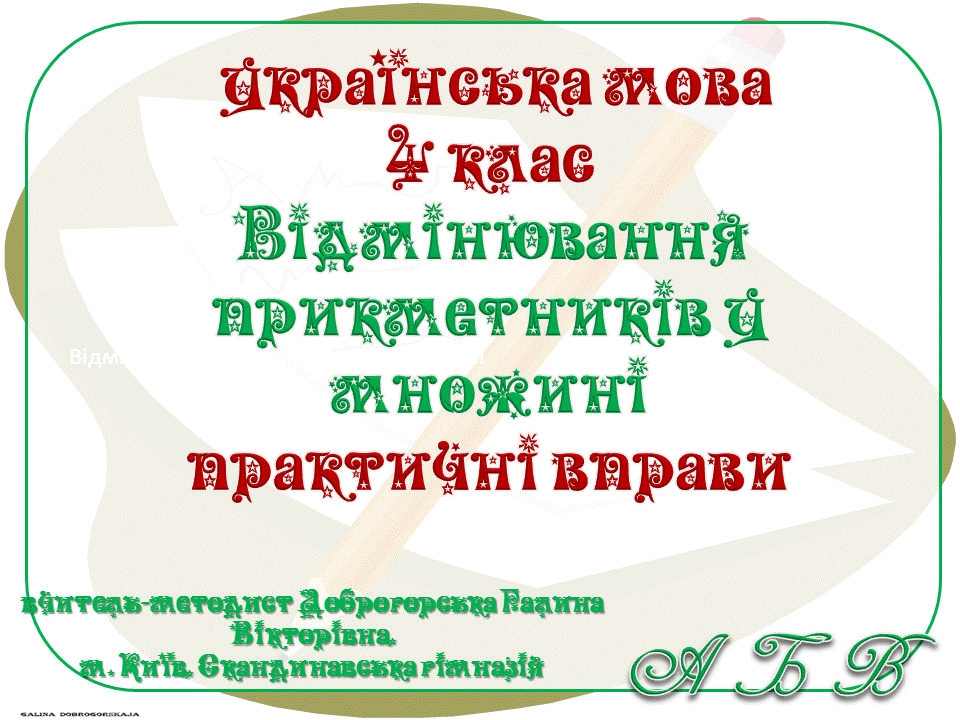 Українська мова
4 клас
Відмінювання
прикметників у
множині
практичні вправи
Відм
вчитель-методист Доброгорська Галина
Вікторівна,
м. Київ, Скандинавська гімназія
А Б В
GALINA DOBROGORSKAJA